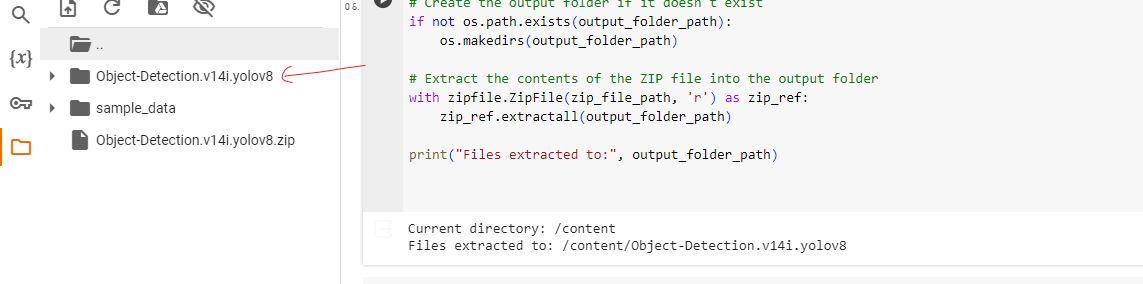 {x}
..
Object-Detection.v14i.yolov8
sample_data
Object-Detection.v14i.yolov8.zip
# Create the output folder if it doesn't exist
if not os.path.exists(output_folder_path):
    os.makedirs(output_folder_path)
# Extract the contents of the ZIP file into the output folder
with zipfile.ZipFile(zip_file_path, 'r') as zip_ref:
    zip_ref.extractall(output_folder_path)
print("Files extracted to:", output_folder_path)
Current directory: /content
Files extracted to: /content/Object-Detection.v14i.yolov8